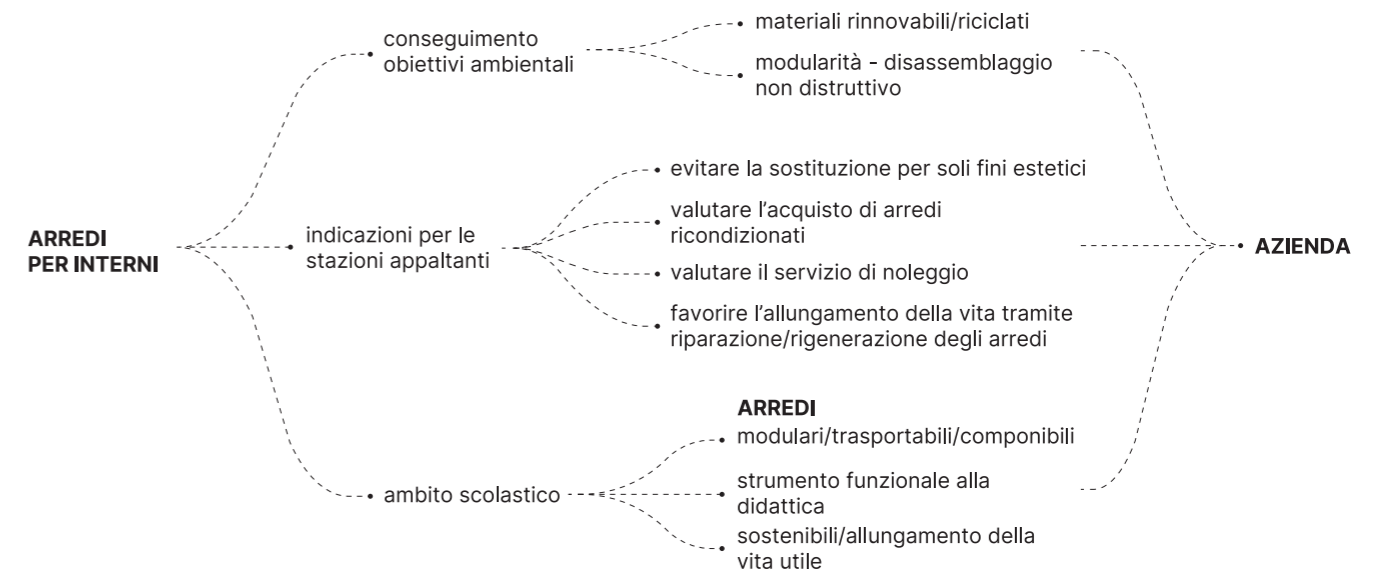 ARREDI
PER INTERNI
conseguimento
obiettivi ambientali
materiali rinnovabili/riciclati
modularità - disassemblaggio
non distruttivo
indicazioni per le
stazioni appaltanti
evitare la sostituzione per soli fini estetici
valutare l’acquisto di arredi
ricondizionati
valutare il servizio di noleggio
favorire l’allungamento della vita tramite
riparazione/rigenerazione degli arredi
ambito scolastico
ARREDI
modulari/trasportabili/componibili
strumento funzionale alla
didattica
sostenibili/allungamento della
vita utile
AZIENDA